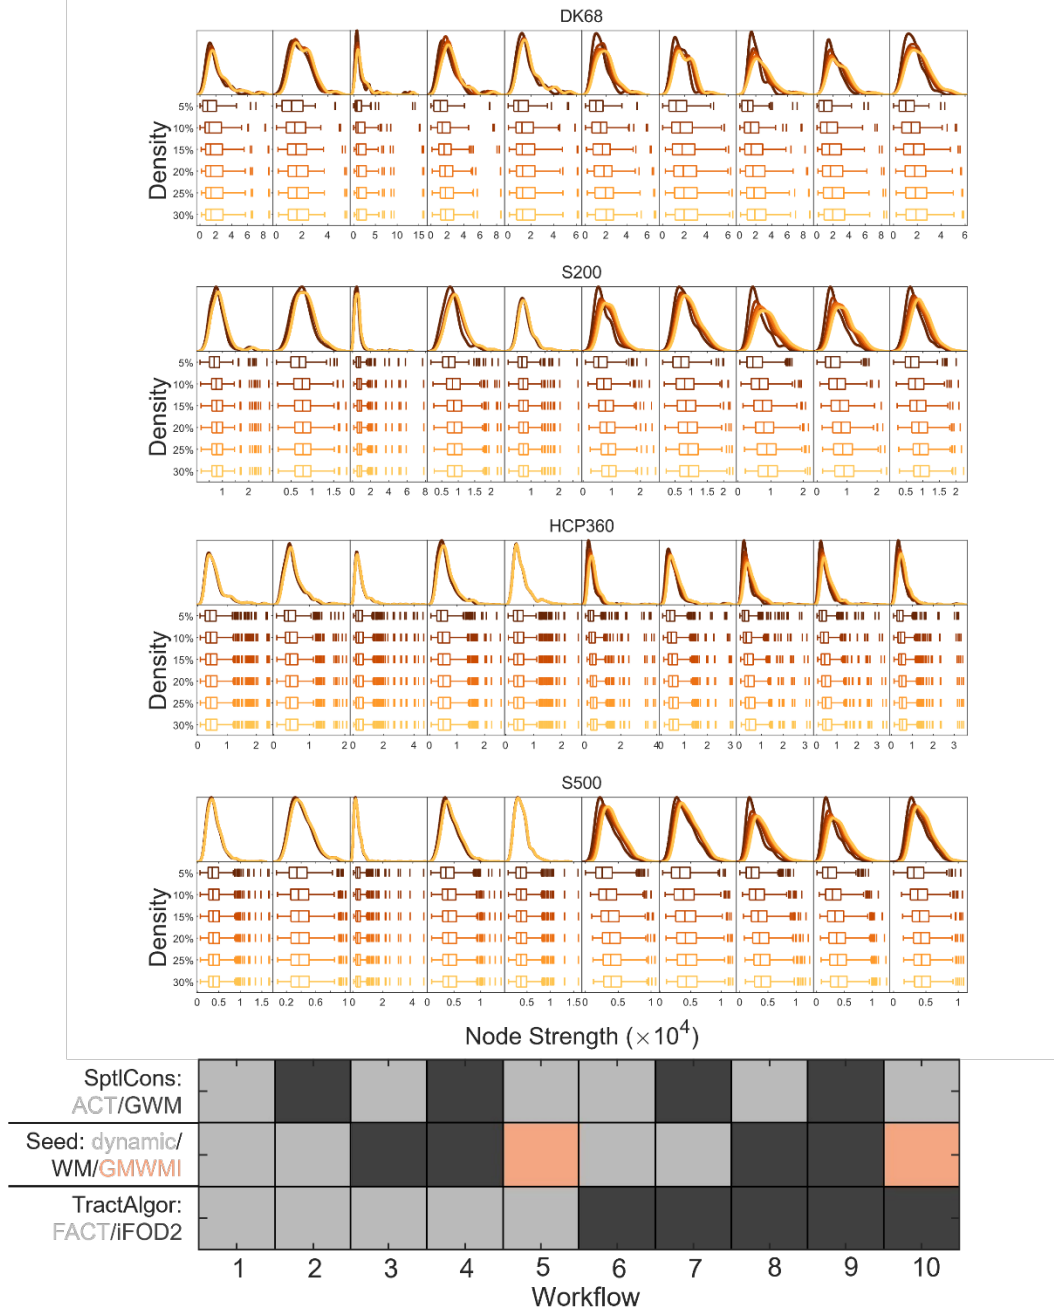 DK68
Density
5%
10%
15%
20%
25%
30%
0 2 4 6 8 0 2 4 0 5 10 15 0 2 4 6 8 0 2 4 6 0 2 4 6 0 2 4 6 0 2 4 6 8 0 2 4 6 8 0 2 4 6
S200
Density
5%
10%
15%
20%
25%
30%
1 2 0.5 1 1.5 0 2 4 6 8 0.5 1 1.5 2 0 1 2 0 1 2 0.5 1 1.5 2 0 1 2 0 1 2 0.5 1 1.5 2
HCP360
Density
5%
10%
15%
20%
25%
30%
0 1 2 0 1 2 0 2 4 0 1 2 0 1 2 0 2 4 0 1 2 3 0 1 2 3 0 1 2 3 0 1 2 3
S500
Density
5%
10%
15%
20%
25%
30%
0 0.5 1 1.5 0.2 0.6 1 0 2 4 0.5 1 0 0.5 1 1.5 0 0.5 1 0 0.5 1 0 0.5 1 0 0.5 1 0.5 1
Node Strength (×10⁴)
SptlCons:
ACT/GWM
Seed: dynamic/
WM/GMWMI
TractAlgor:
FACT/iFOD2
1 2 3 4 5 6 7 8 9 10
Workflow